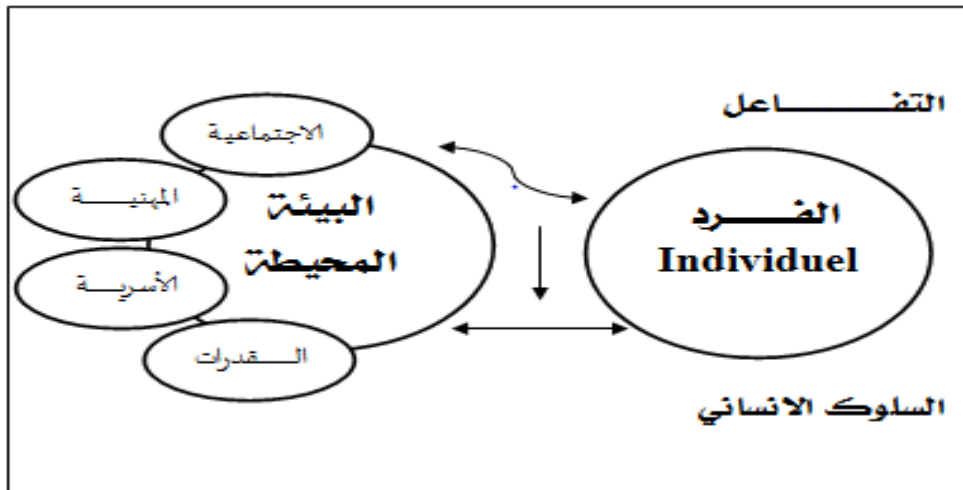 التفاعل
الاجتماعية
المهنية
البيئة
الفرد
المحيطة
Individuel
الأسرية
القدرات
السلوك الانساني